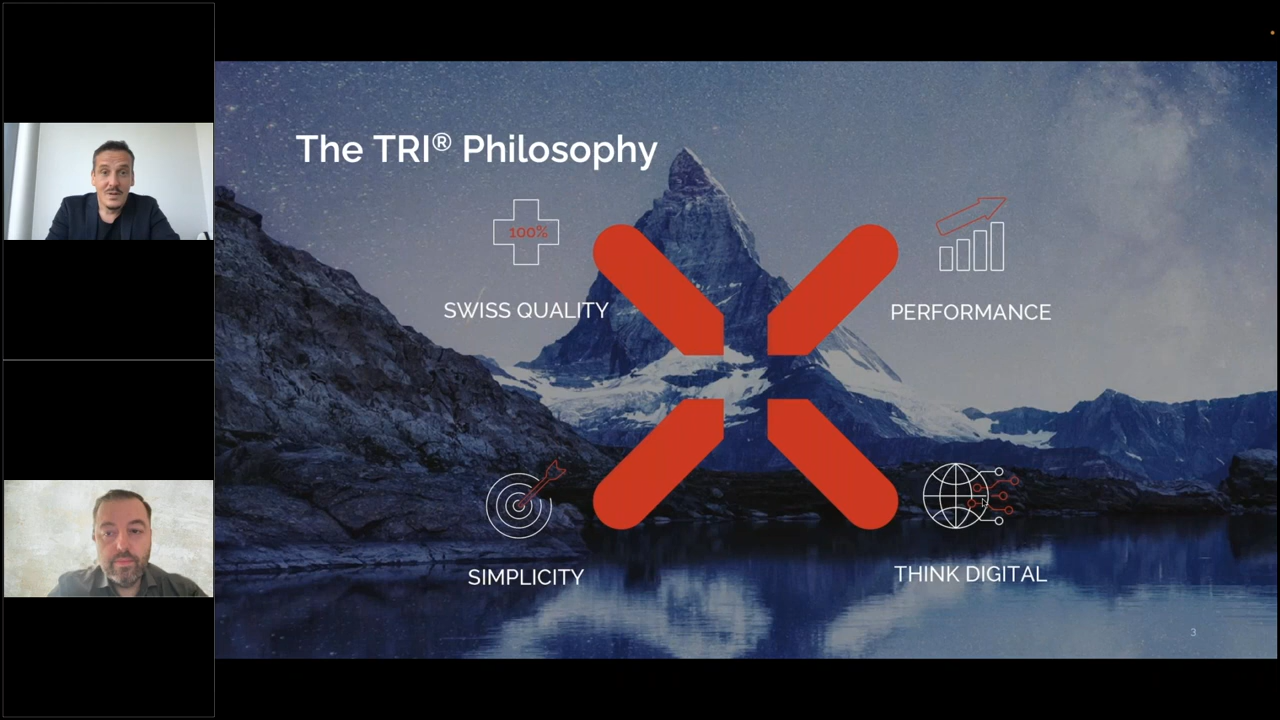 The TRI® Philosophy
100%
SWISS QUALITY
PERFORMANCE
SIMPLICITY
THINK DIGITAL
3